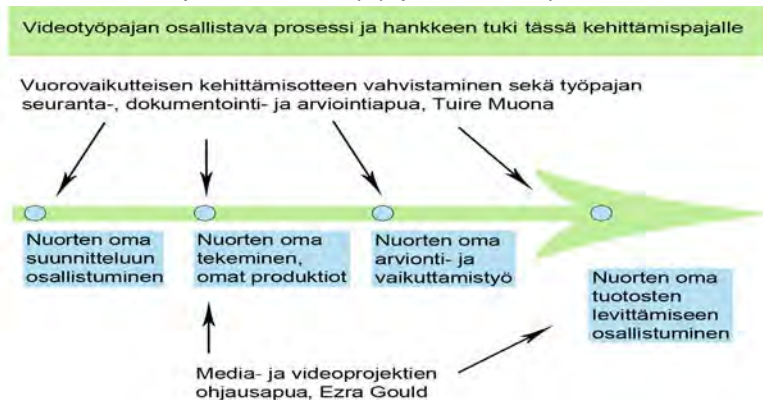 Videotyöpajan osallistava prosessi ja hankkeen tuki tässä kehittämispajalle
Vuorovaikutteisen kehittämisotteen vahvistaminen sekä työpajan
seuranta-, dokumentointi- ja arviointiapua, Tuire Muona
Nuorten oma
suunnitteluun
osallistuminen
Nuorten oma
tekeminen,
omat produktiot
Nuorten oma
arvionti- ja
vaikuttamistyö
Nuorten oma
tuotosten
levittämiseen
osallistuminen
Media- ja videoprojektien
ohjausapua, Ezra Gould